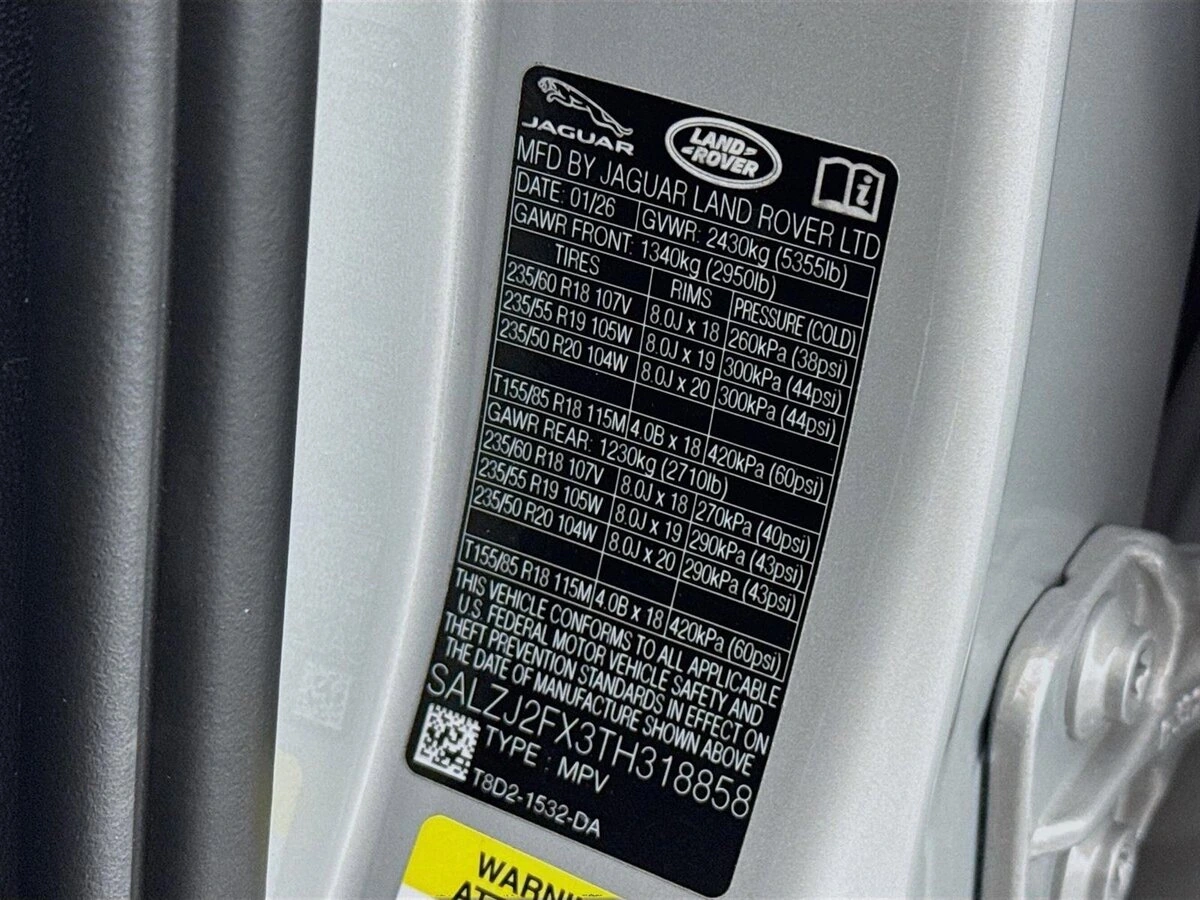 JAGUAR
LAND ROVER
MFD BY JAGUAR LAND ROVER LTD
DATE: 01/26 GVWR: 2430kg (5355lb)
GAWR FRONT: 1340kg (2950lb)
TIRES RIMS PRESSURE (COLD)
235/60 R18 107V 8.0J x 18 260kPa (38psi)
235/55 R19 105W 8.0J x 19 300kPa (44psi)
235/50 R20 104W 8.0J x 20 300kPa (44psi)
T155/85 R18 115M 4.0B x 18 420kPa (60psi)
GAWR REAR: 1230kg (2710lb)
235/60 R18 107V 8.0J x 18 270kPa (40psi)
235/55 R19 105W 8.0J x 19 290kPa (43psi)
235/50 R20 104W 8.0J x 20 290kPa (43psi)
T155/85 R18 115M 4.0B x 18 420kPa (60psi)
THIS VEHICLE CONFORMS TO ALL APPLICABLE
U.S. FEDERAL MOTOR VEHICLE SAFETY AND
THEFT PREVENTION STANDARDS IN EFFECT ON
THE DATE OF MANUFACTURE SHOWN ABOVE
SALZJ2FX3TH318858
TYPE : MPV
T8D2-1532-DA